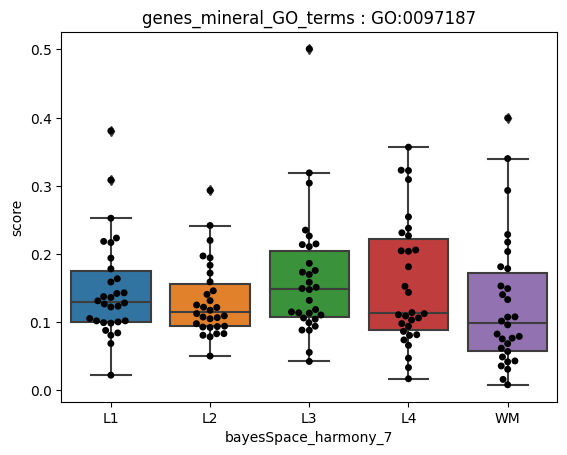 genes_mineral_GO_terms : GO:0097187
0.5
0.4
0.3
0.2
0.1
0.0
score
L1 L2 L3 L4 WM
bayesSpace_harmony_7